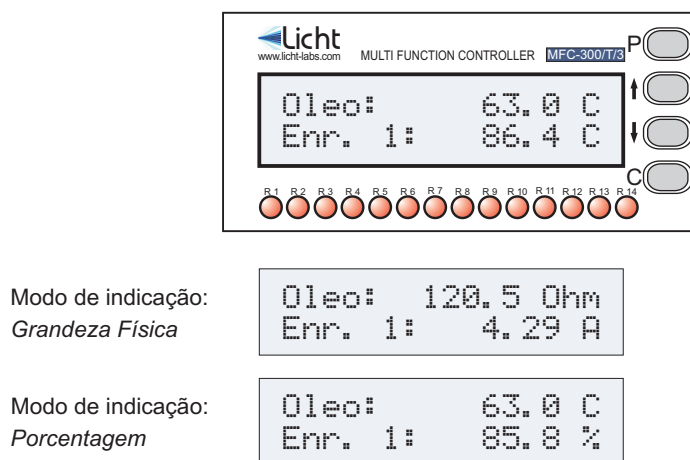 Licht
www.licht-labs.com MULTI FUNCTION CONTROLLER MFC-300/T/3
P
Oleo: 63.0 C
Enr. 1: 86.4 C
C
R 1 R 2 R 3 R 4 R 5 R 6 R 7 R 8 R 9 R 10 R 11 R 12 R 13 R 14
Modo de indicação:
Grandeza Física
Oleo: 120.5 Ohm
Enr. 1: 4.29 A
Modo de indicação:
Porcentagem
Oleo: 63.0 C
Enr. 1: 85.8 %